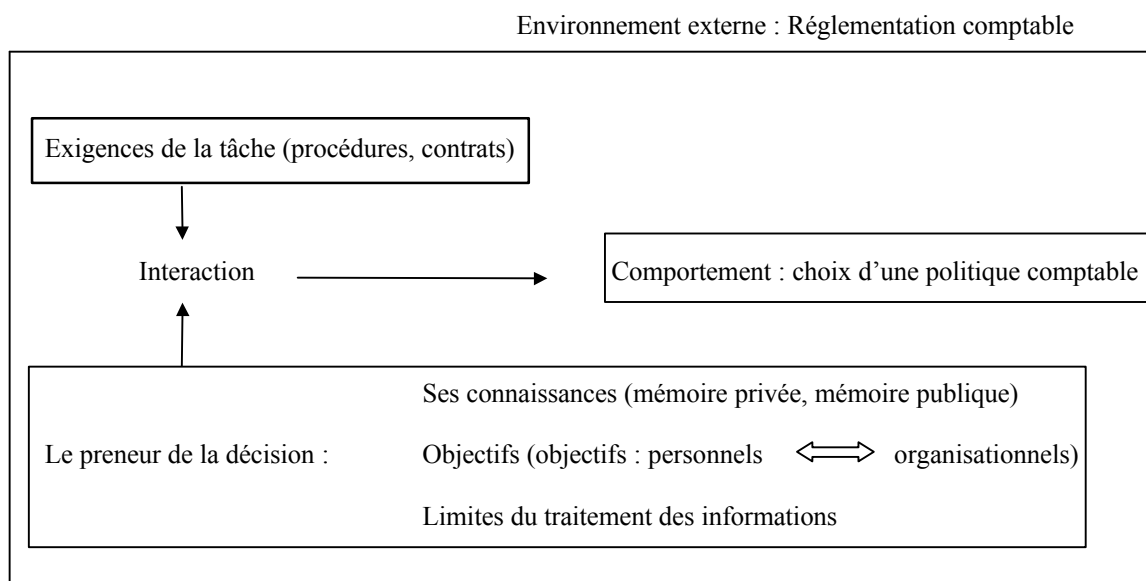 Environnement externe : Réglementation comptable
Exigences de la tâche (procédures, contrats)
Interaction
Comportement : choix d’une politique comptable
Ses connaissances (mémoire privée, mémoire publique)
Le preneur de la décision :
Objectifs (objectifs : personnels organisationnels)
Limites du traitement des informations